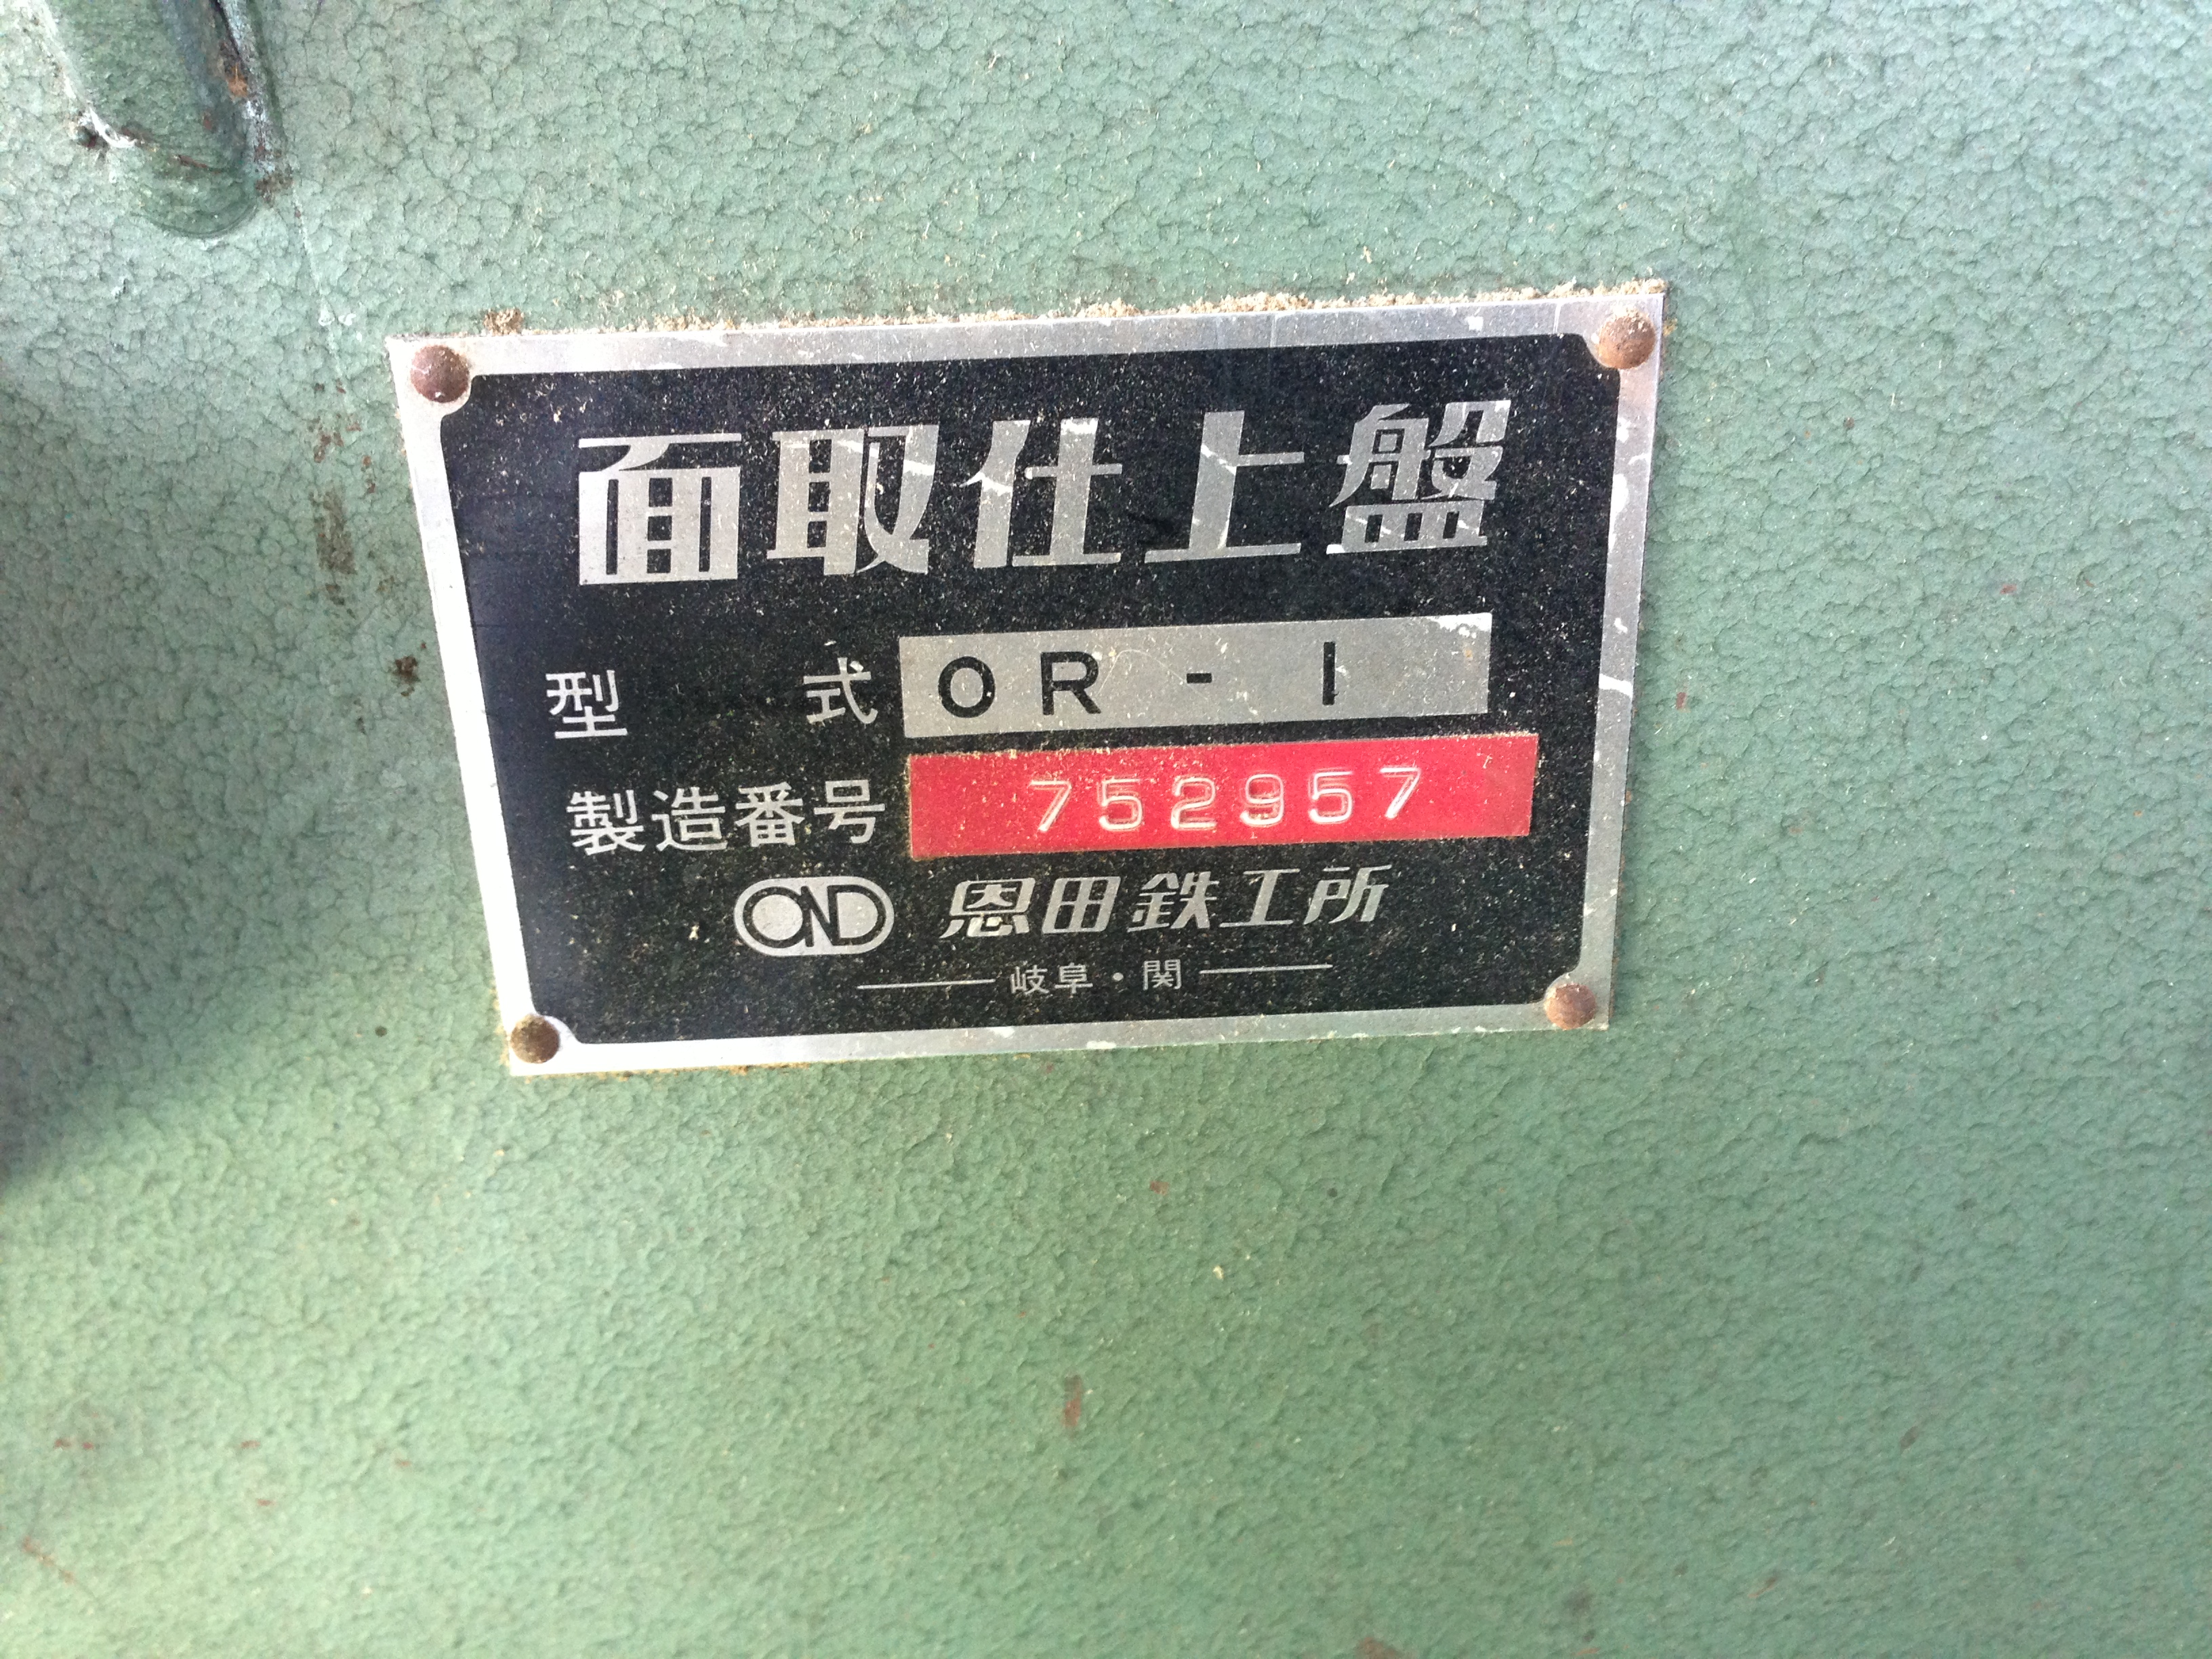 面取仕上盤
型 式 OR-1
製造番号 752957
OND 恩田鉄工所
岐阜・関